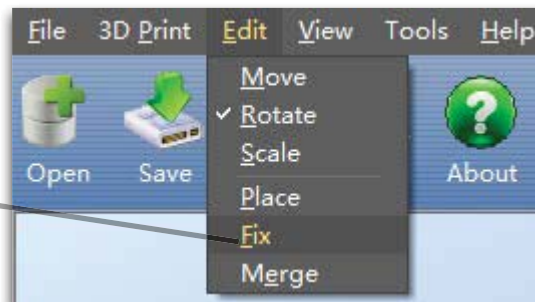 File 3D Print Edit View Tools Help
Move
Rotate
Scale
Open Save About
Place
Fix
Merge